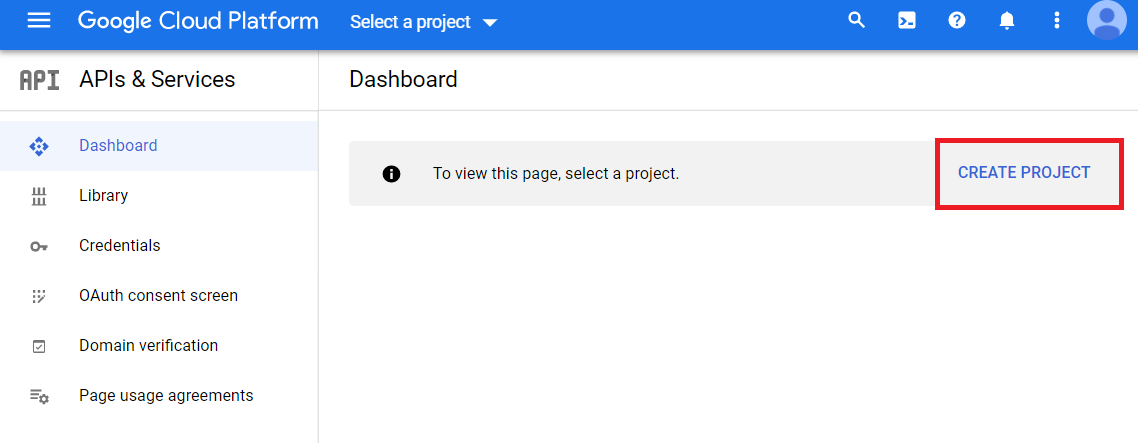 Google Cloud Platform
Select a project
API
APIs & Services
Dashboard
Dashboard
Library
Credentials
OAuth consent screen
Domain verification
Page usage agreements
To view this page, select a project.
CREATE PROJECT